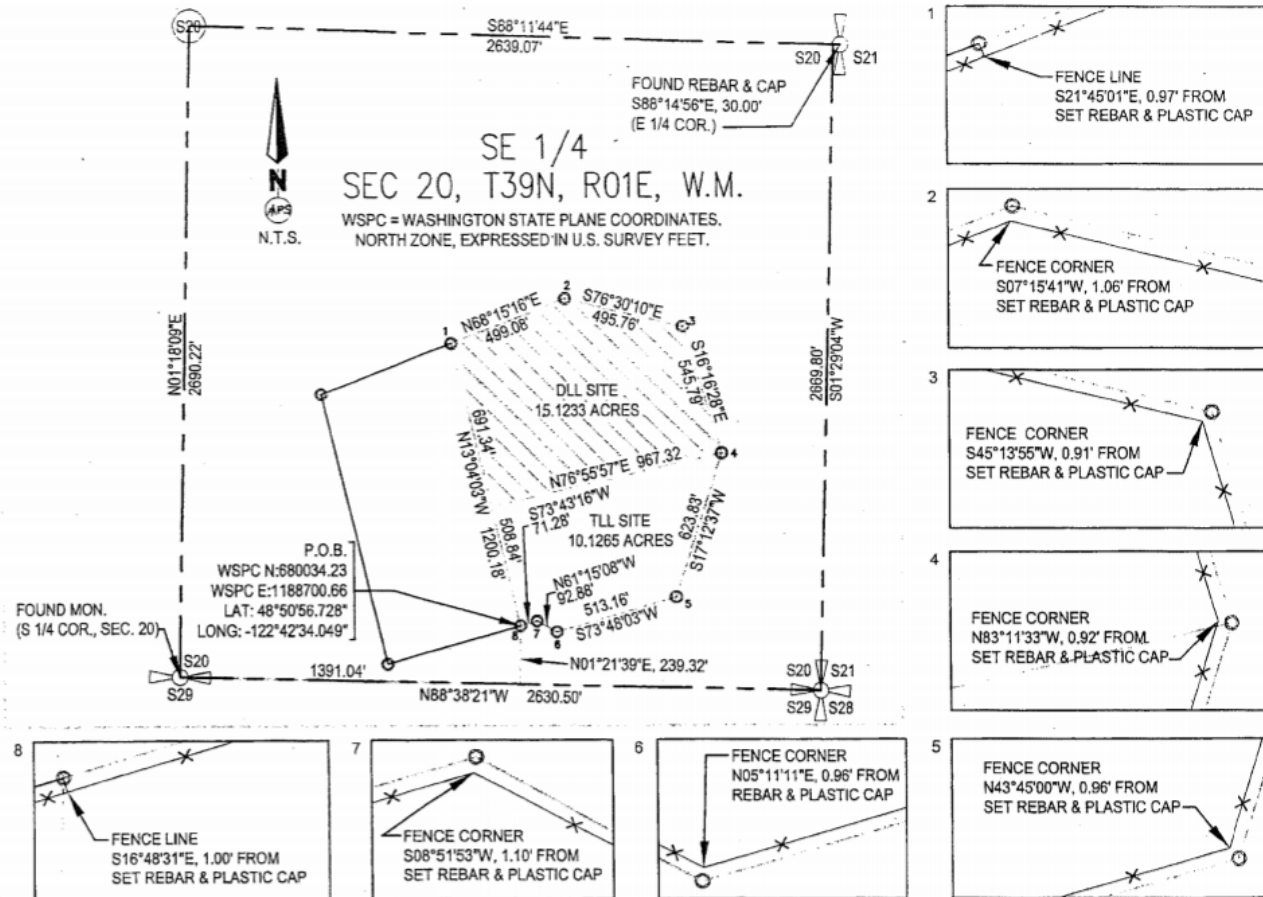 S20
S68°11'44"E
2639.07'
S20
S21
FOUND REBAR & CAP
S88°14'56"E, 30.00'
(E 1/4 COR.)
N
APS
N.T.S.
SE 1/4
SEC 20, T39N, R01E, W.M.
WSPC = WASHINGTON STATE PLANE COORDINATES.
NORTH ZONE, EXPRESSED IN U.S. SURVEY FEET.
N01°18'09"E
2690.22'
2669.80'
S01°29'04"W
1
N68°15'16"E
499.08'
2
S76°30'10"E
495.76'
3
S16°16'28"E
545.79'
DLL SITE
15.1233 ACRES
691.34'
N13°04'03"W
1200.18'
508.84'
N76°55'57"E 967.32
4
S73°43'16"W
71.28'
TLL SITE
10.1265 ACRES
623.83'
S17°12'37"W
N61°15'08"W
92.88'
513.16'
S73°46'03"W
5
6
7
8
P.O.B.
WSPC N:680034.23
WSPC E:1188700.66
LAT: 48°50'56.728"
LONG: -122°42'34.049"
FOUND MON.
(S 1/4 COR., SEC. 20)
S20
S29
1391.04'
N01°21'39"E, 239.32'
N88°38'21"W 2630.50'
S20
S21
S29
S28
1
FENCE LINE
S21°45'01"E, 0.97' FROM
SET REBAR & PLASTIC CAP
2
FENCE CORNER
S07°15'41"W, 1.06' FROM
SET REBAR & PLASTIC CAP
3
FENCE CORNER
S45°13'55"W, 0.91' FROM
SET REBAR & PLASTIC CAP
4
FENCE CORNER
N83°11'33"W, 0.92' FROM.
SET REBAR & PLASTIC CAP
8
FENCE LINE
S16°48'31"E, 1.00' FROM
SET REBAR & PLASTIC CAP
7
FENCE CORNER
S08°51'53"W, 1.10' FROM
SET REBAR & PLASTIC CAP
6
FENCE CORNER
N05°11'11"E, 0.96' FROM
REBAR & PLASTIC CAP
5
FENCE CORNER
N43°45'00"W, 0.96' FROM
SET REBAR & PLASTIC CAP